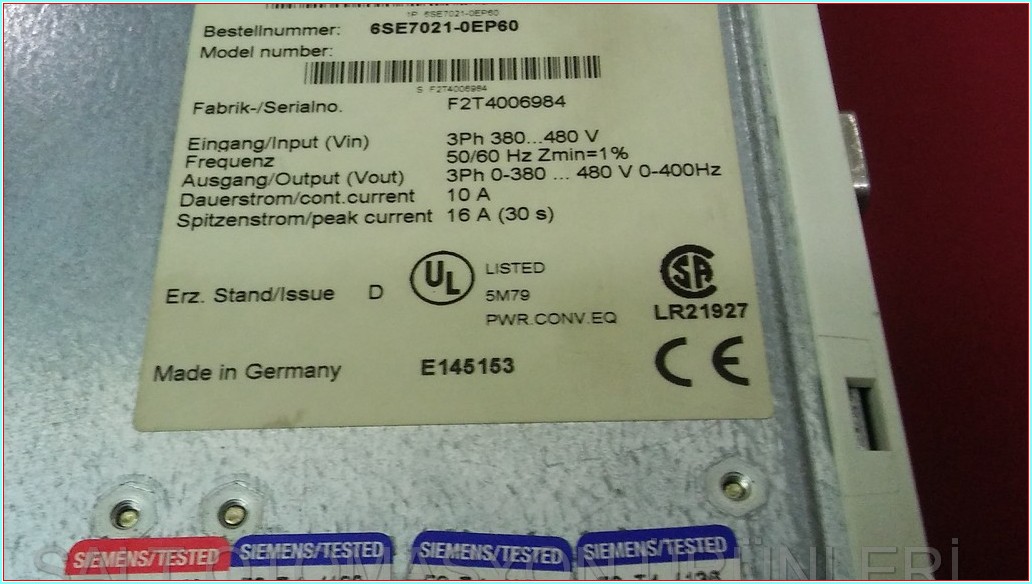 1P 6SE7021-0EP60
Bestellnummer: 6SE7021-0EP60
Model number:
S F2T4006984
Fabrik-/Serialno. F2T4006984
Eingang/Input (Vin) 3Ph 380...480 V
Frequenz 50/60 Hz Zmin=1%
Ausgang/Output (Vout) 3Ph 0-380 ... 480 V 0-400Hz
Dauerstrom/cont.current 10 A
Spitzenstrom/peak current 16 A (30 s)
Erz. Stand/Issue D
UL
LISTED
5M79
PWR.CONV.EQ
SA
LR21927
Made in Germany E145153
CE
SIEMENS/TESTED SIEMENS/TESTED SIEMENS/TESTED SIEMENS/TESTED